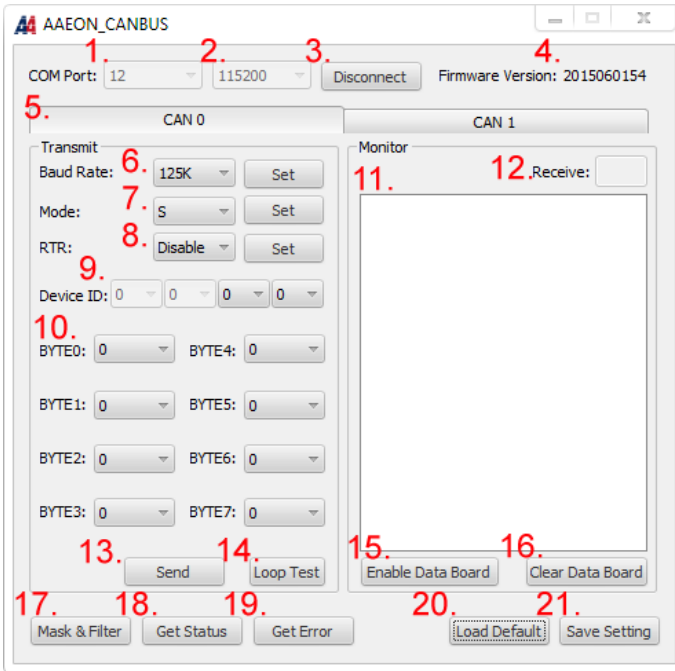 AAEON_CANBUS
1. 2. 3. 4.
COM Port: 12 115200 Disconnect Firmware Version: 2015060154
5. CAN 0 CAN 1
Transmit Monitor
Baud Rate: 6. 125K Set 11. 12. Receive:
Mode: 7. S Set
RTR: 8. Disable Set
9.
Device ID: 0 0 0 0
10.
BYTE0: 0 BYTE4: 0
BYTE1: 0 BYTE5: 0
BYTE2: 0 BYTE6: 0
BYTE3: 0 BYTE7: 0
13. 14. 15. 16.
Send Loop Test Enable Data Board Clear Data Board
17. 18. 19. 20. 21.
Mask & Filter Get Status Get Error Load Default Save Setting